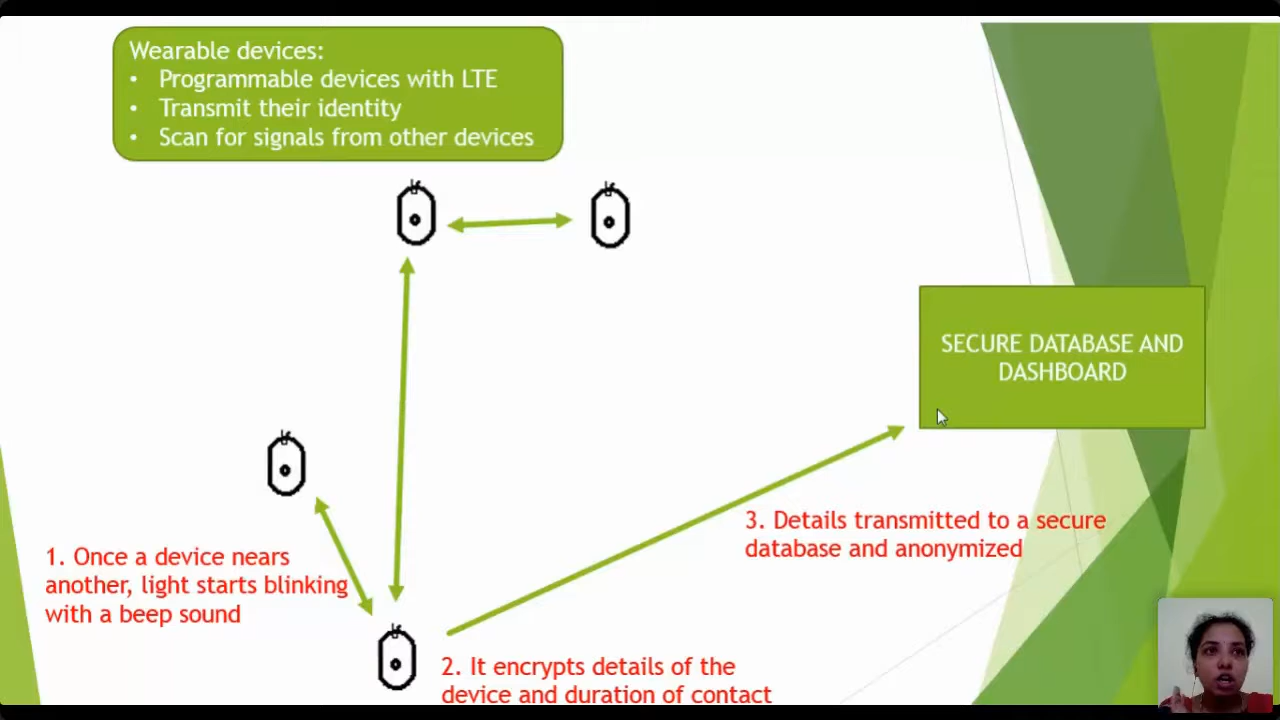 Wearable devices:
• Programmable devices with LTE
• Transmit their identity
• Scan for signals from other devices
SECURE DATABASE AND
DASHBOARD
1. Once a device nears
another, light starts blinking
with a beep sound
2. It encrypts details of the
device and duration of contact
3. Details transmitted to a secure
database and anonymized